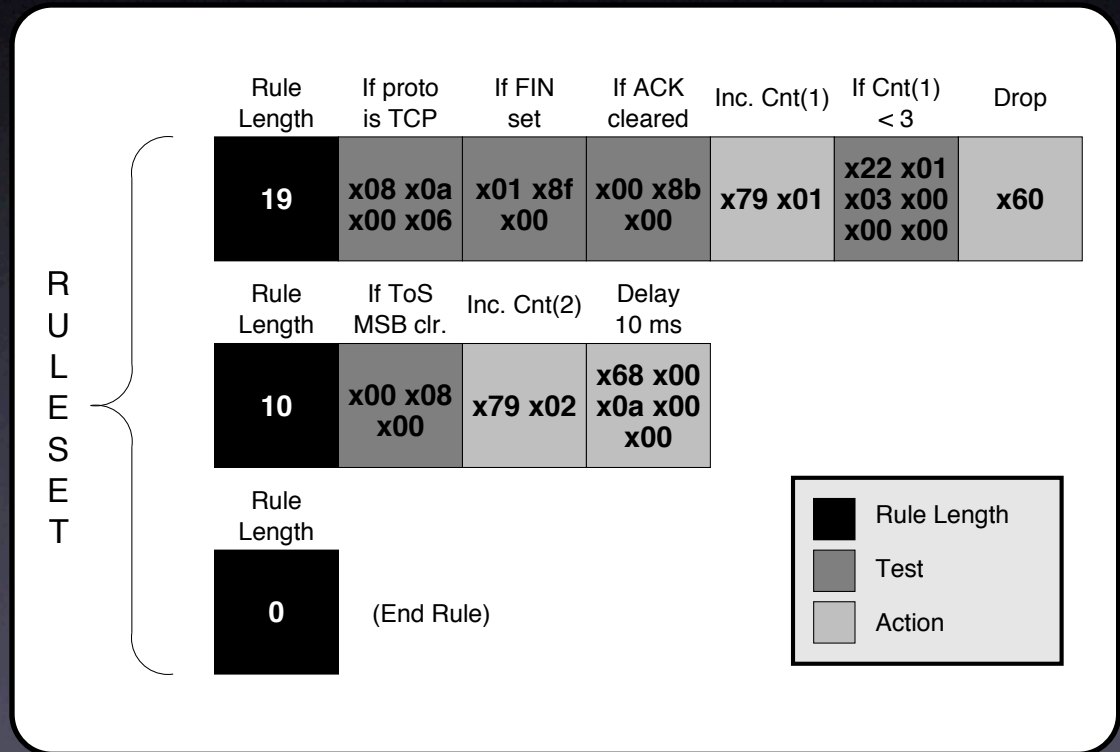 Rule Length
If proto is TCP
If FIN set
If ACK cleared
Inc. Cnt(1)
If Cnt(1) < 3
Drop
19
x08 x0a
x00 x06
x01 x8f
x00
x00 x8b
x00
x79 x01
x22 x01
x03 x00
x00 x00
x60
RULESET
Rule Length
If ToS MSB clr.
Inc. Cnt(2)
Delay 10 ms
10
x00 x08
x00
x79 x02
x68 x00
x0a x00
x00
Rule Length
0
(End Rule)
Rule Length
Test
Action